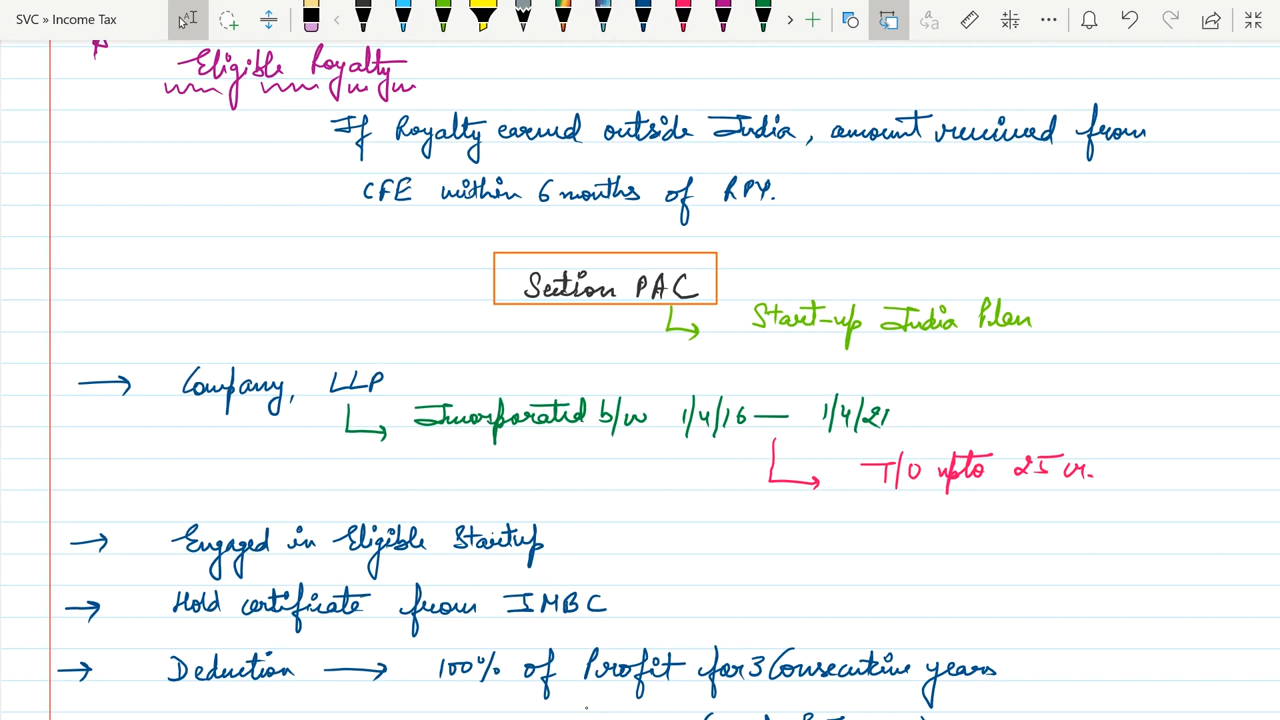 SVC » Income Tax
Eligible Royalty
If Royalty earned outside India, amount received from
CFE within 6 months of RPY.
Section PAC
Start-up India Plan
Company, LLP
Incorporated b/w 1/4/16 — 1/4/21
T/O upto 25 cr.
Engaged in Eligible Startup
Hold certificate from IMBC
Deduction → 100% of Profit for 3 Consecutive years